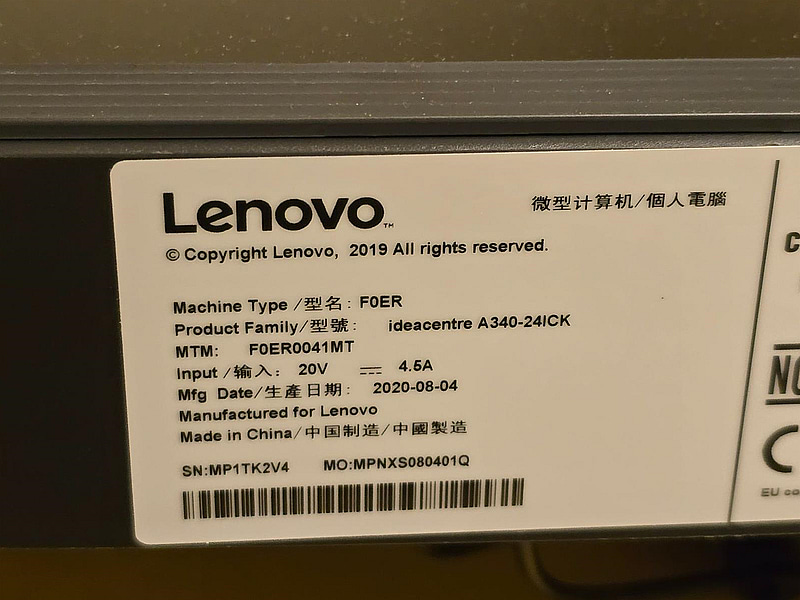 Lenovo™
微型计算机/個人電腦
© Copyright Lenovo, 2019 All rights reserved.
Machine Type /型名: F0ER
Product Family/型號: ideacentre A340-24ICK
MTM: F0ER0041MT
Input /输入: 20V ⎓ 4.5A
Mfg Date/生產日期: 2020-08-04
Manufactured for Lenovo
Made in China/中国制造/中國製造
SN:MP1TK2V4 MO:MPNXS080401Q
EU